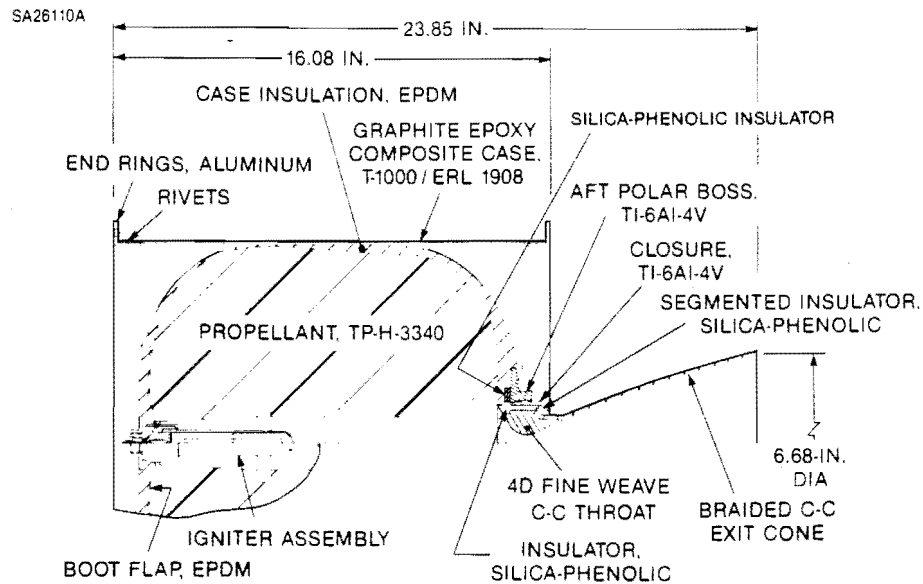 SA26110A
23.85 IN.
16.08 IN.
CASE INSULATION, EPDM
SILICA-PHENOLIC INSULATOR
GRAPHITE EPOXY
COMPOSITE CASE,
T-1000 / ERL 1908
END RINGS, ALUMINUM
RIVETS
AFT POLAR BOSS,
TI-6Al-4V
CLOSURE,
TI-6Al-4V
SEGMENTED INSULATOR,
SILICA-PHENOLIC
PROPELLANT, TP-H-3340
6.68-IN.
DIA
4D FINE WEAVE
C-C THROAT
BRAIDED C-C
EXIT CONE
IGNITER ASSEMBLY
INSULATOR,
SILICA-PHENOLIC
BOOT FLAP, EPDM